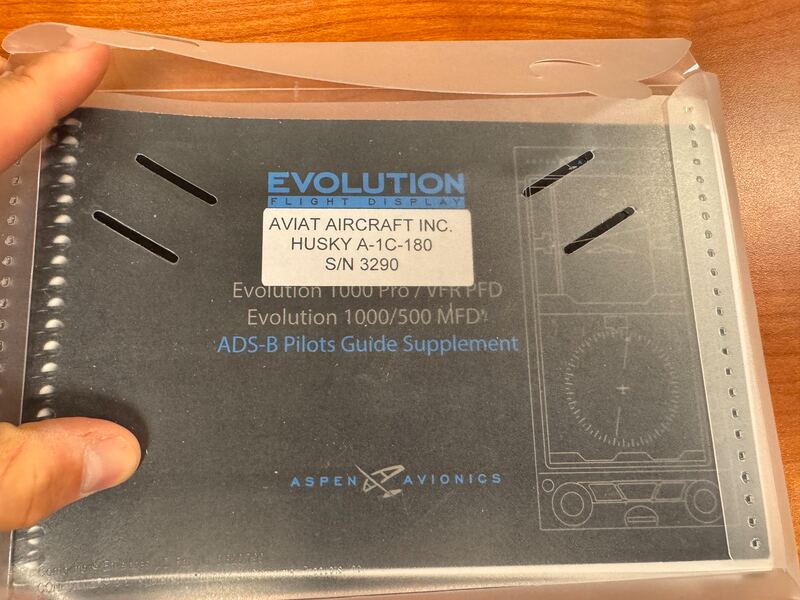 EVOLUTION
FLIGHT DISPLAY
AVIAT AIRCRAFT INC.
HUSKY A-1C-180
S/N 3290
Evolution 1000 Pro / VFR PFD
Evolution 1000/500 MFD
ADS-B Pilots Guide Supplement
ASPEN AVIONICS